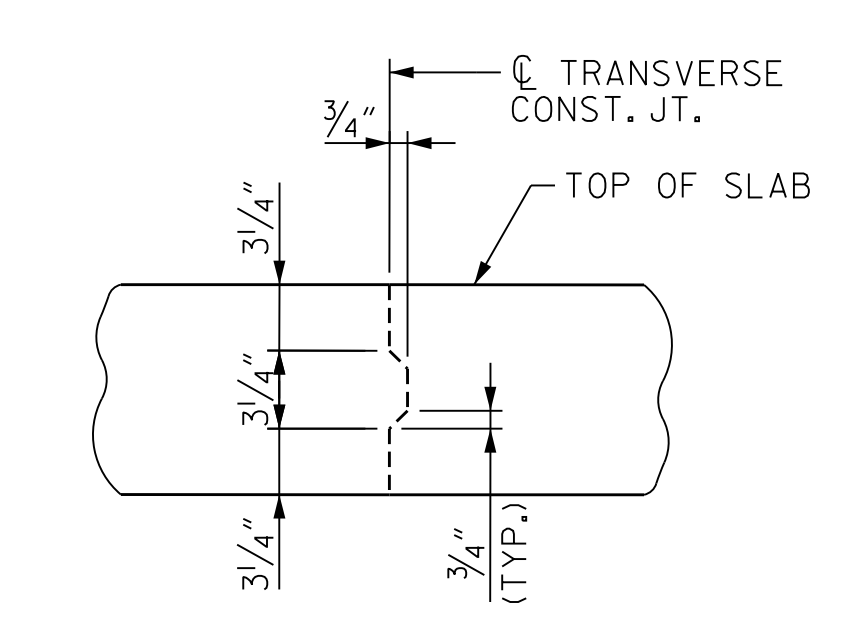 ℄ TRANSVERSE
CONST. JT.
3/4"
TOP OF SLAB
3 1/4"
3 1/4"
3 1/4"
3/4"
(TYP.)